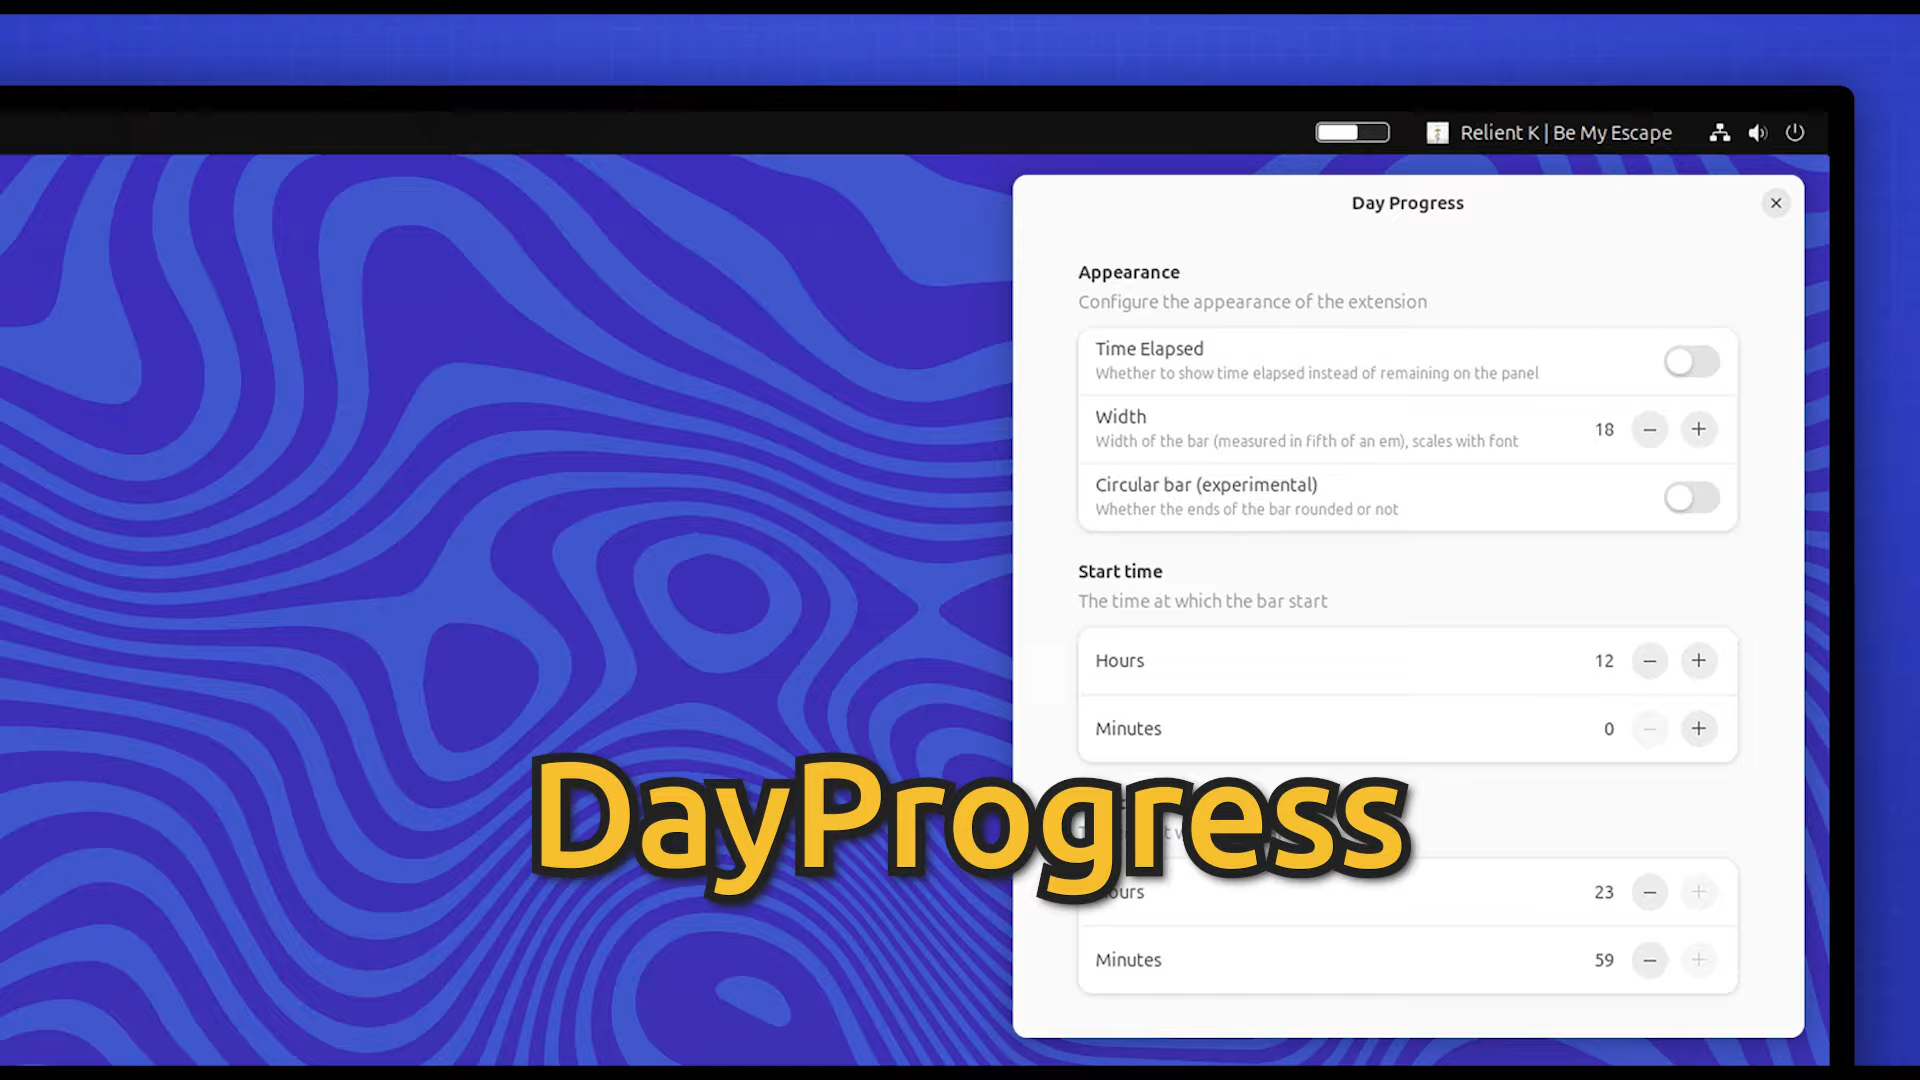 Relient K | Be My Escape
Day Progress
Appearance
Configure the appearance of the extension
Time Elapsed
Whether to show time elapsed instead of remaining on the panel
Width
18
Width of the bar (measured in fifth of an em), scales with font
Circular bar (experimental)
Whether the ends of the bar rounded or not
Start time
The time at which the bar start
Hours
12
Minutes
0
DayProgress
23
Minutes
59